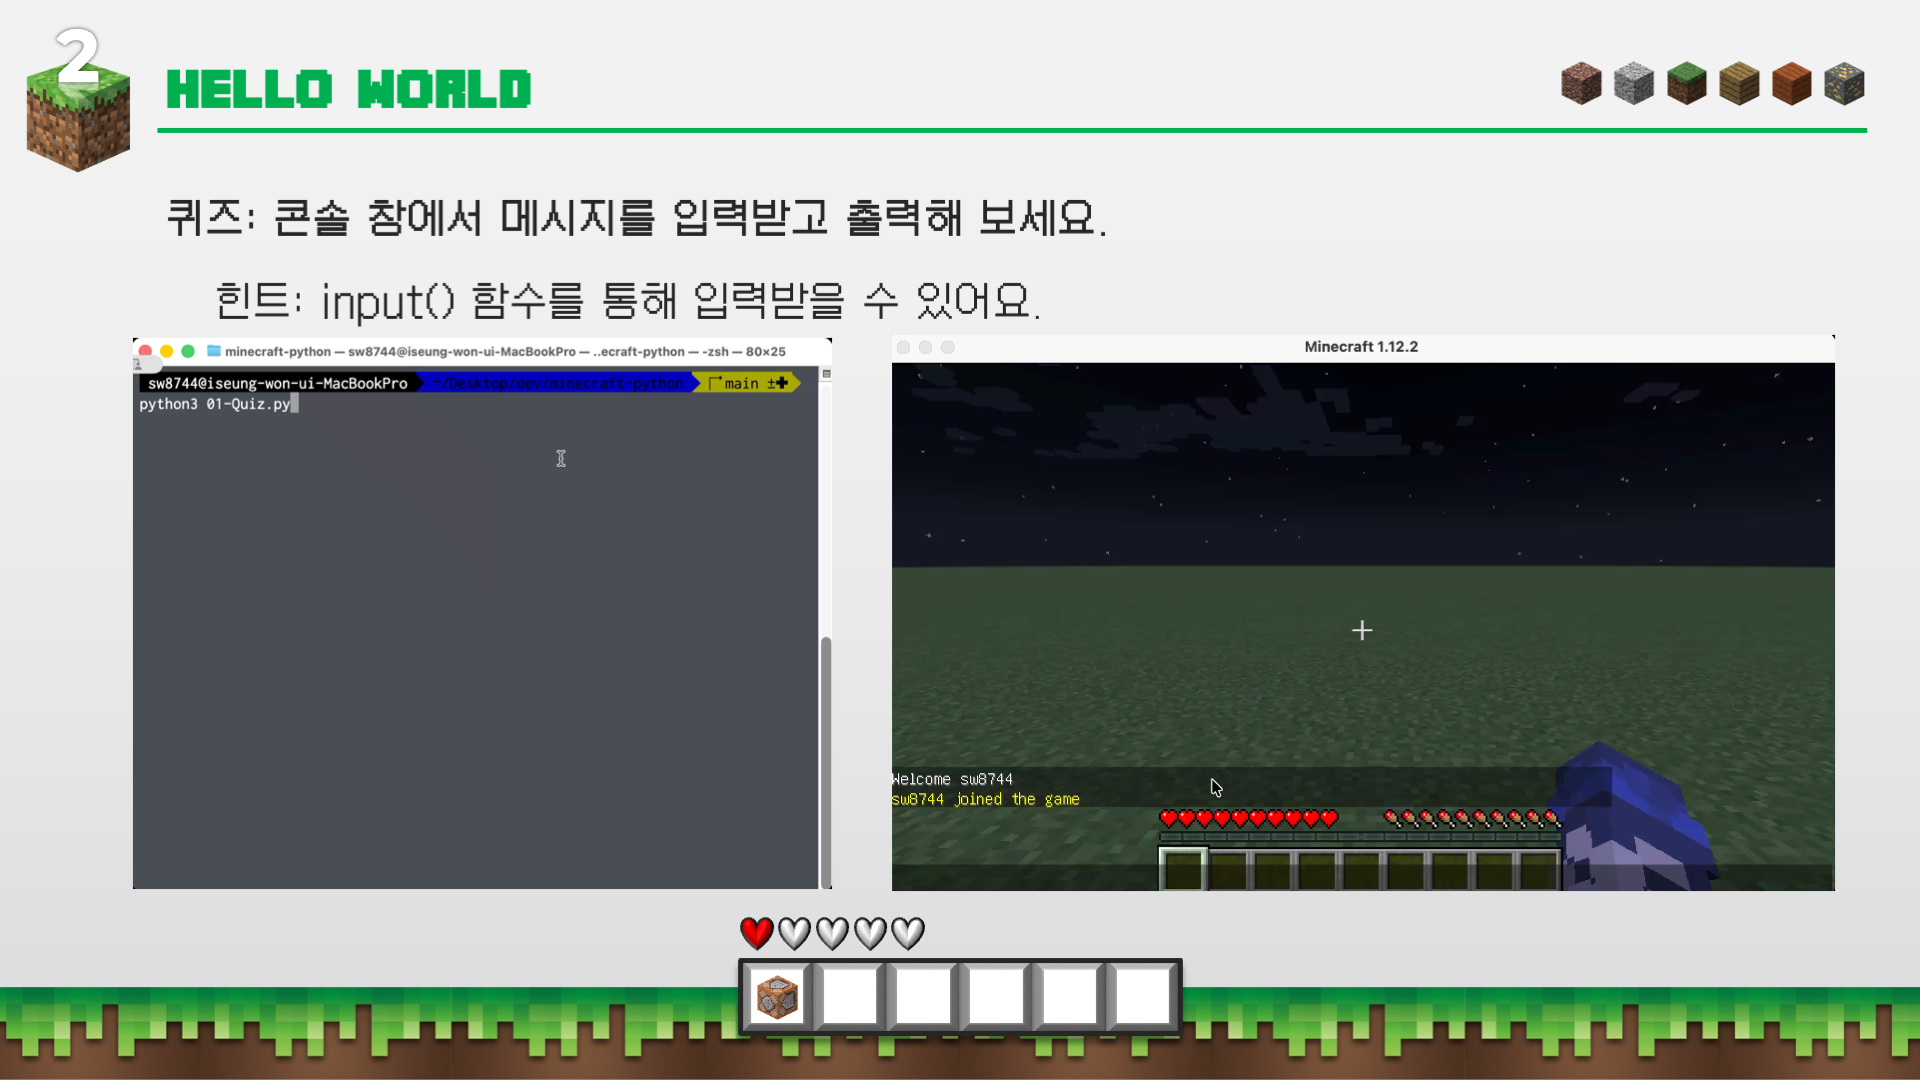 2
HELLO WORLD
퀴즈: 콘솔 창에서 메시지를 입력받고 출력해 보세요.
힌트: input() 함수를 통해 입력받을 수 있어요.
minecraft-python — sw8744@iseung-won-ui-MacBookPro — ..ecraft-python — -zsh — 80×25
sw8744@iseung-won-ui-MacBookPro ~/Desktop/dev/minecraft-python main ±✚
python3 01-Quiz.py
Minecraft 1.12.2
Welcome sw8744
sw8744 joined the game